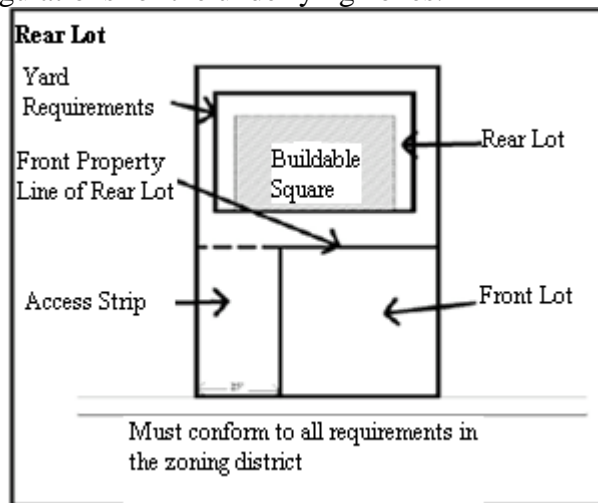 Rear Lot
Yard
Requirements
Rear Lot
Buildable
Square
Front Property
Line of Rear Lot
Access Strip
Front Lot
Must conform to all requirements in
the zoning district